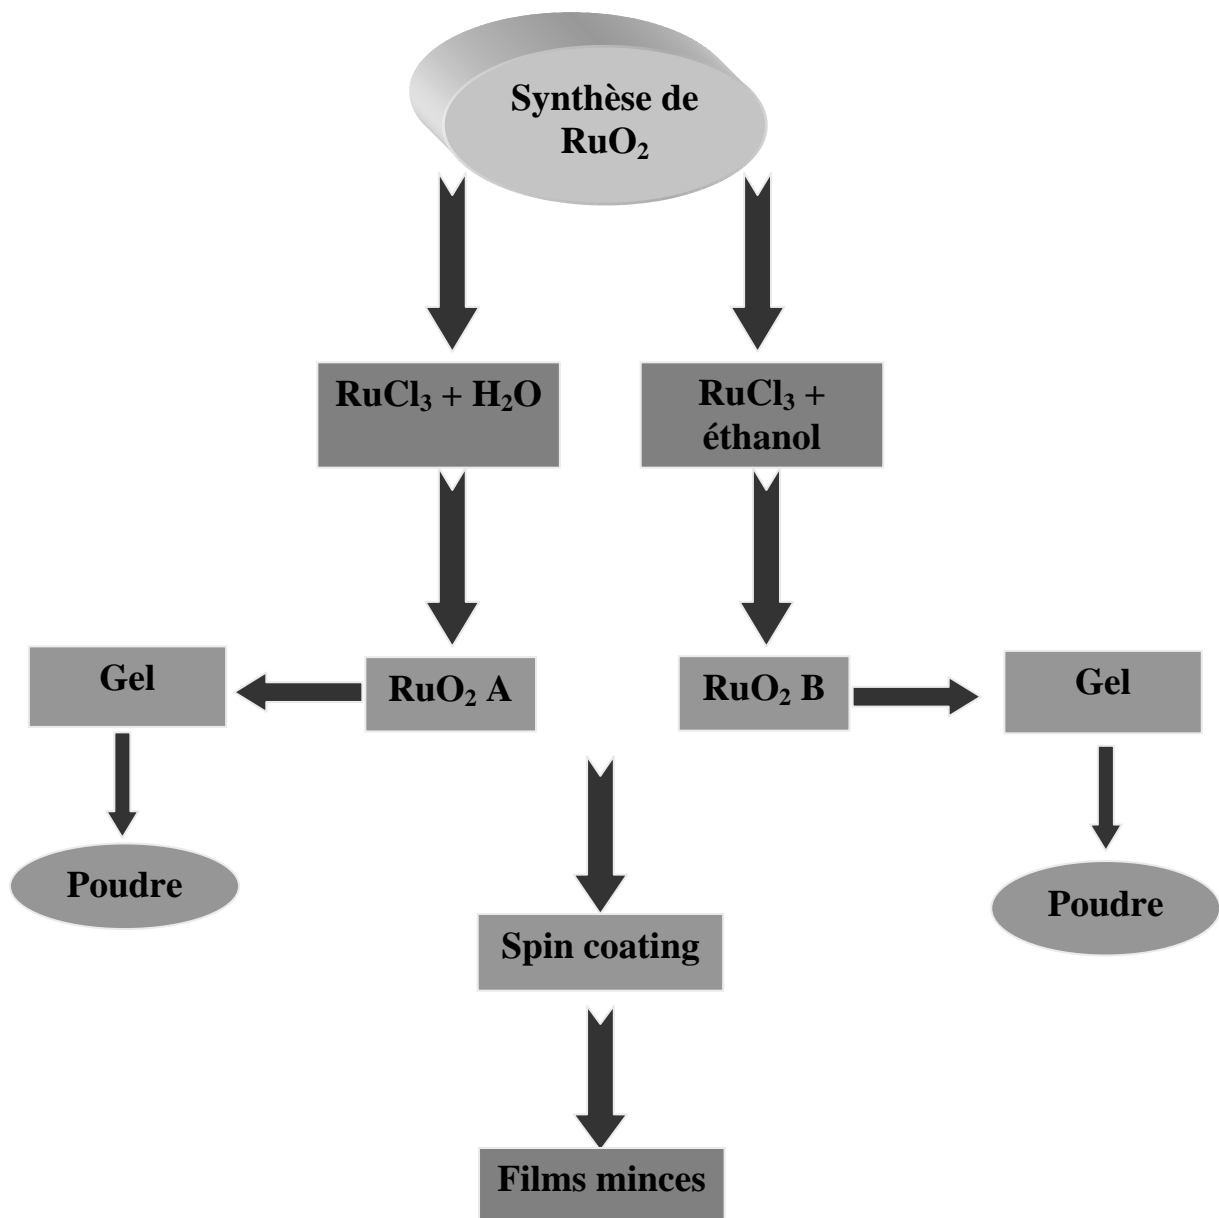 Synthèse de
RuO₂
RuCl₃ + H₂O
RuCl₃ +
éthanol
Gel
RuO₂ A
RuO₂ B
Gel
Poudre
Poudre
Spin coating
Films minces